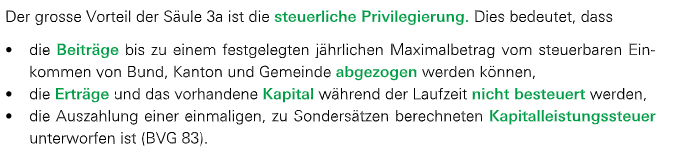 Der grosse Vorteil der Säule 3a ist die steuerliche Privilegierung. Dies bedeutet, dass
• die Beiträge bis zu einem festgelegten jährlichen Maximalbetrag vom steuerbaren Ein-
kommen von Bund, Kanton und Gemeinde abgezogen werden können,
• die Erträge und das vorhandene Kapital während der Laufzeit nicht besteuert werden,
• die Auszahlung einer einmaligen, zu Sondersätzen berechneten Kapitalleistungssteuer
unterworfen ist (BVG 83).